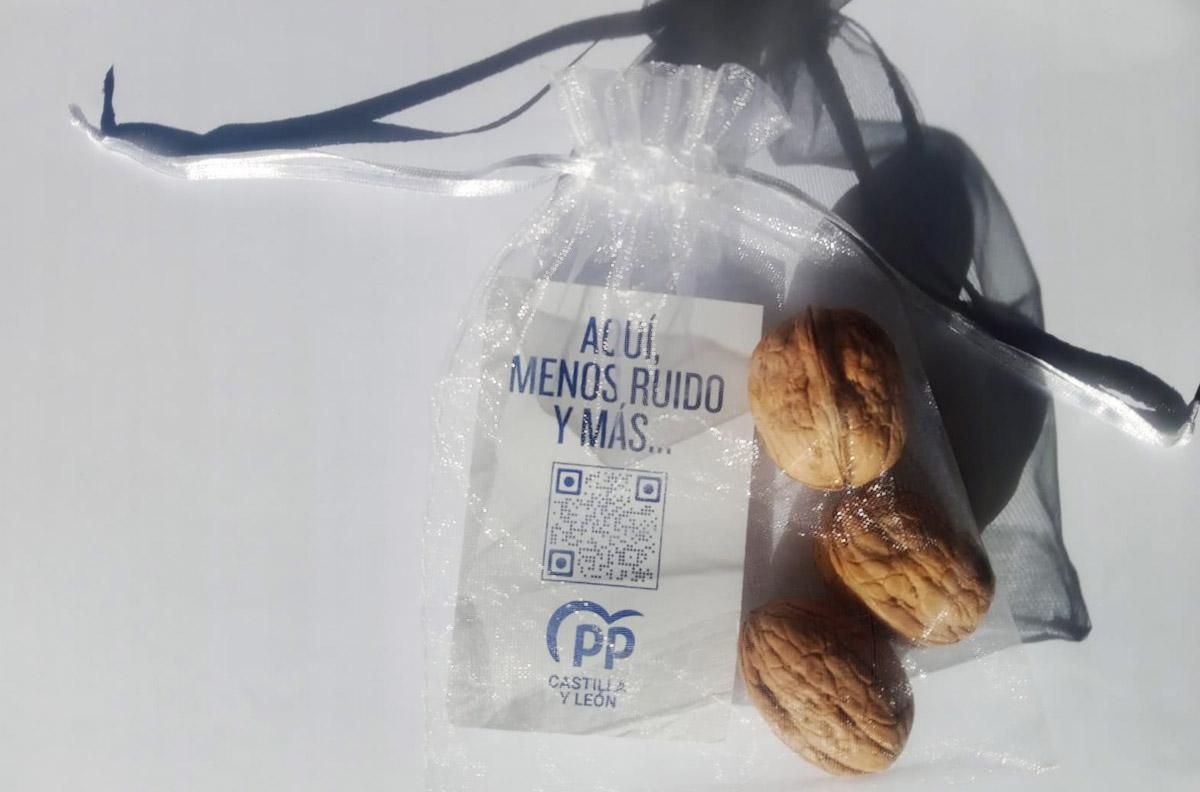 AQUÍ,
MENOS RUIDO
Y MÁS...
PP
CASTILLA
Y LEÓN